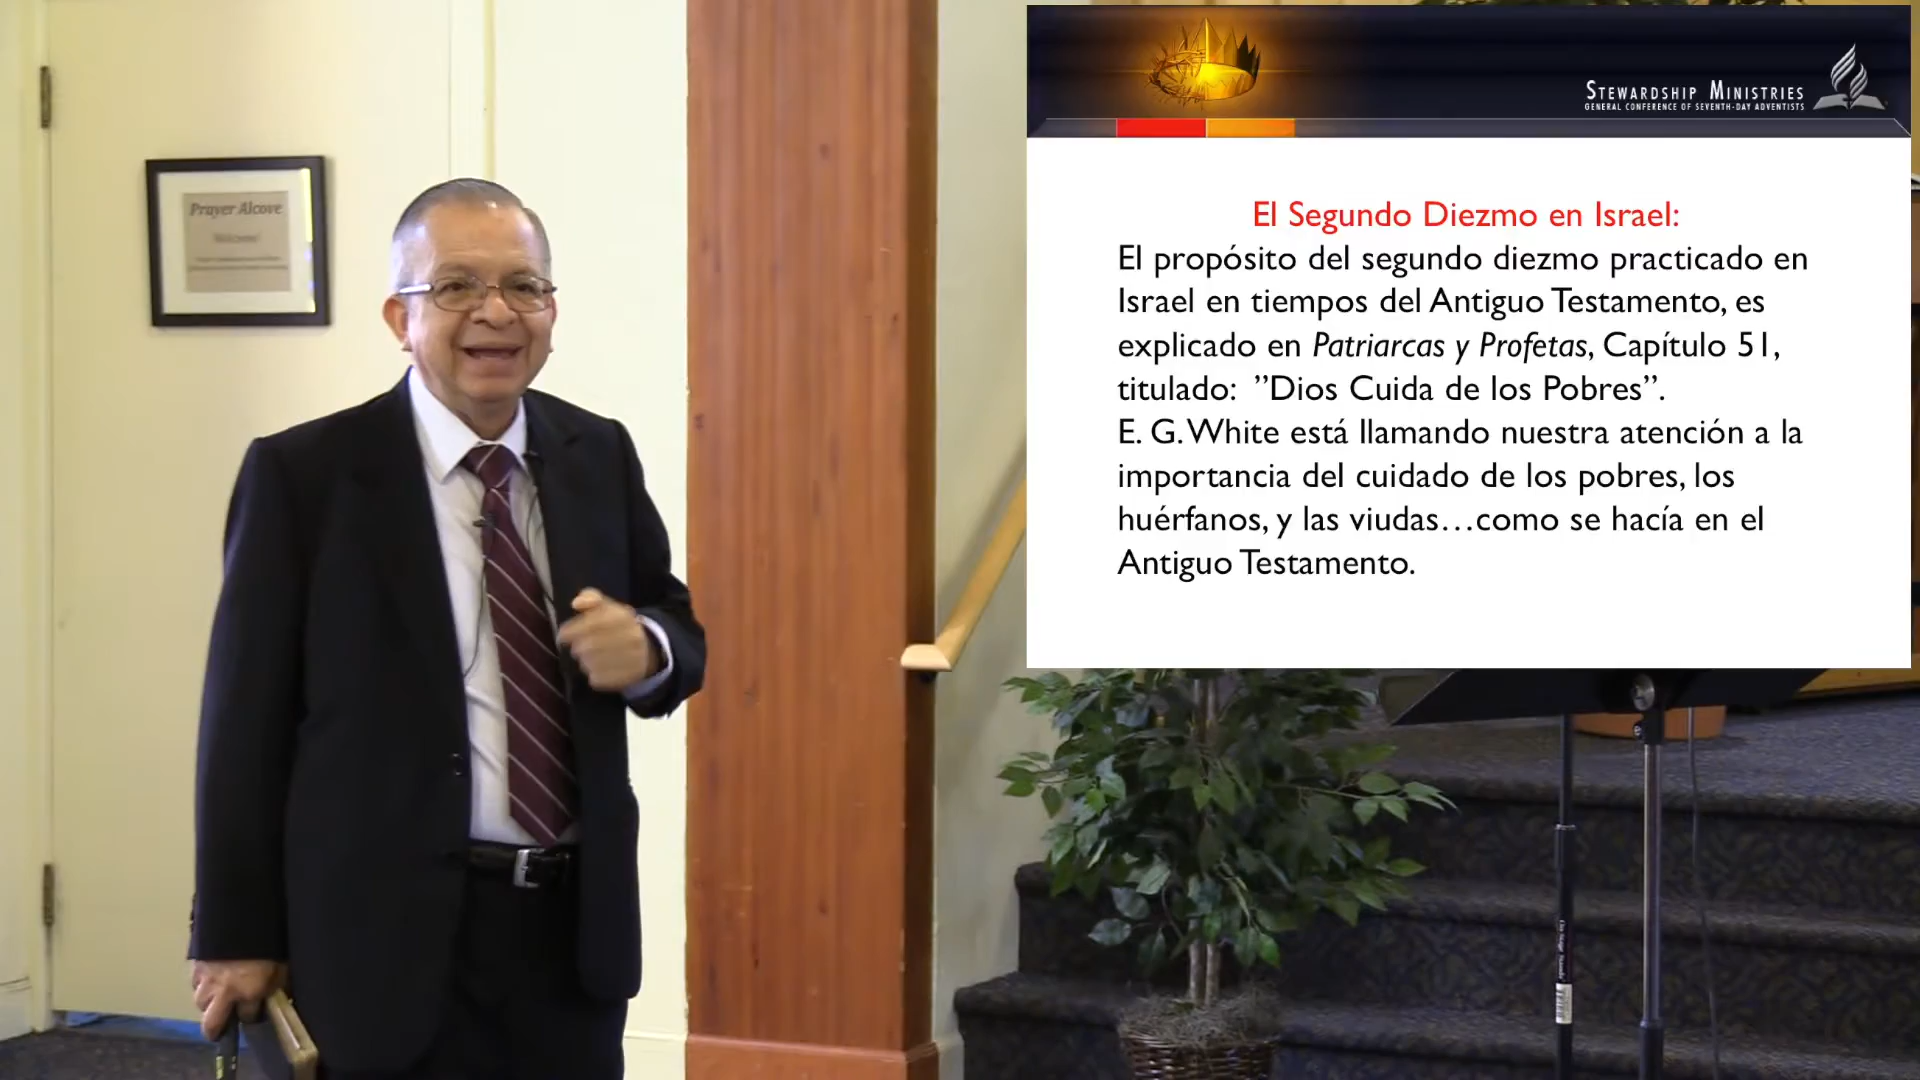 Prayer Alcove
Welcome!
STEWARDSHIP MINISTRIES
GENERAL CONFERENCE OF SEVENTH-DAY ADVENTISTS
El Segundo Diezmo en Israel:
El propósito del segundo diezmo practicado en
Israel en tiempos del Antiguo Testamento, es
explicado en Patriarcas y Profetas, Capítulo 51,
titulado: ”Dios Cuida de los Pobres”.
E. G. White está llamando nuestra atención a la
importancia del cuidado de los pobres, los
huérfanos, y las viudas…como se hacía en el
Antiguo Testamento.